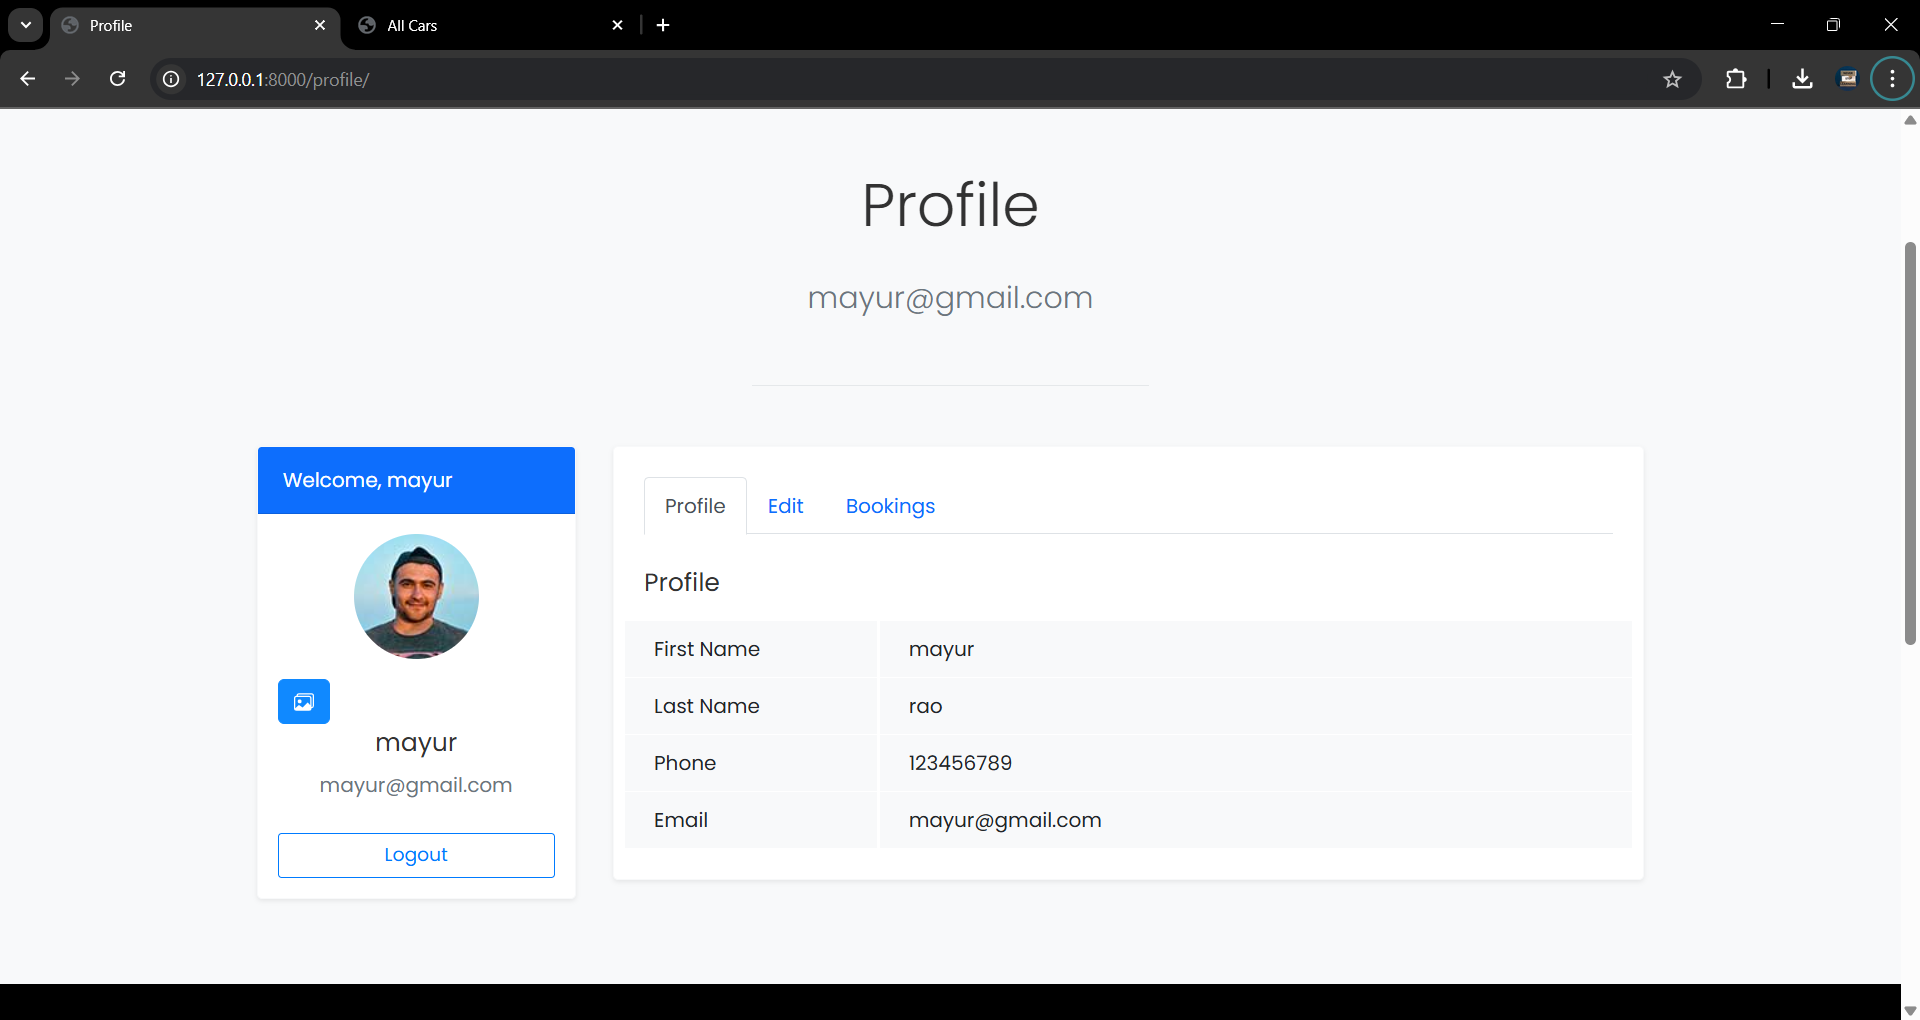 Profile
All Cars
127.0.0.1:8000/profile/
Profile
mayur@gmail.com
Welcome, mayur
mayur
mayur@gmail.com
Logout
Profile Edit Bookings
Profile
First Name mayur
Last Name rao
Phone 123456789
Email mayur@gmail.com